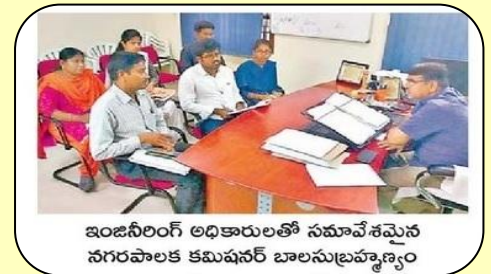 ఇంజినీరింగ్ అధికారులతో సమావేశమైన
నగరపాలక కమిషనర్ బాలసుబ్రహ్మణ్యం